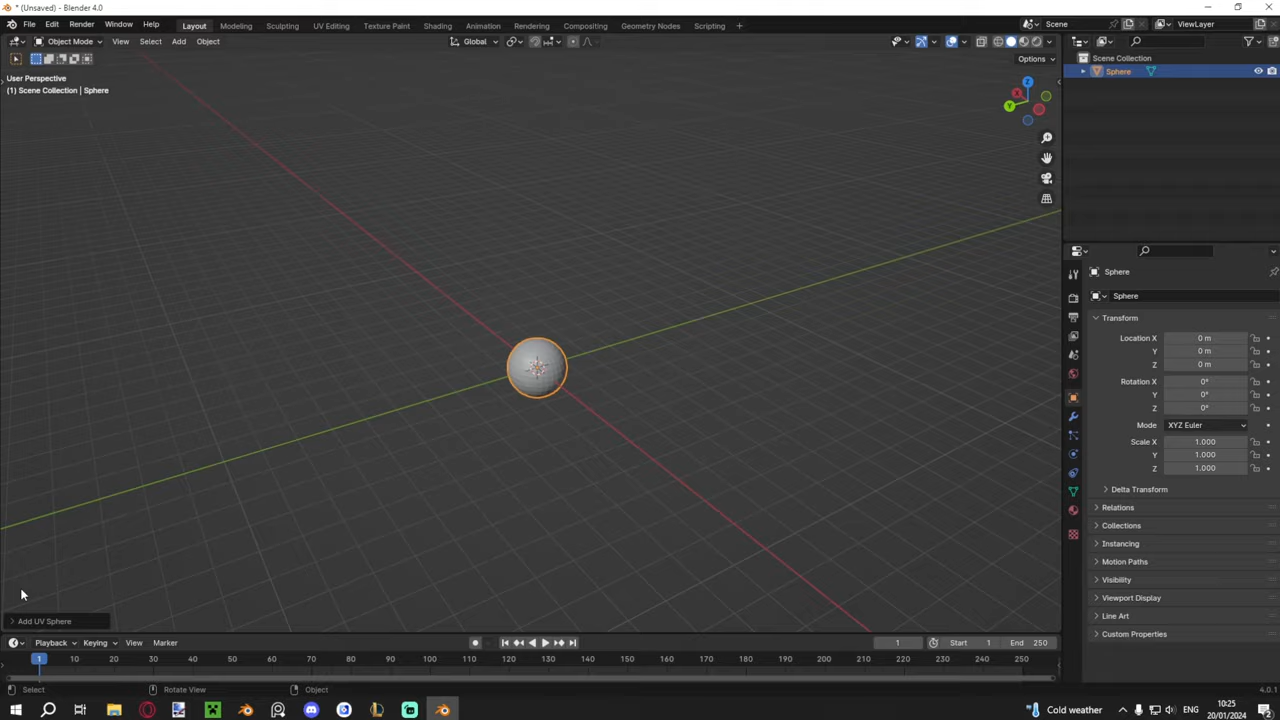 * (Unsaved) - Blender 4.0
File Edit Render Window Help Layout Modeling Sculpting UV Editing Texture Paint Shading Animation Rendering Compositing Geometry Nodes Scripting + Scene ViewLayer
Object Mode View Select Add Object Global
Options
User Perspective
(1) Scene Collection | Sphere
Z
X
Y
Add UV Sphere
Scene Collection
Sphere
Sphere
Sphere
Transform
Location X 0 m
Y 0 m
Z 0 m
Rotation X 0°
Y 0°
Z 0°
Mode XYZ Euler
Scale X 1.000
Y 1.000
Z 1.000
Delta Transform
Relations
Collections
Instancing
Motion Paths
Visibility
Viewport Display
Line Art
Custom Properties
Playback Keying View Marker 1 Start 1 End 250
1 10 20 30 40 50 60 70 80 90 100 110 120 130 140 150 160 170 180 190 200 210 220 230 240 250
Select Rotate View Object 4.0.1
Cold weather 10:25
20/01/2024 2